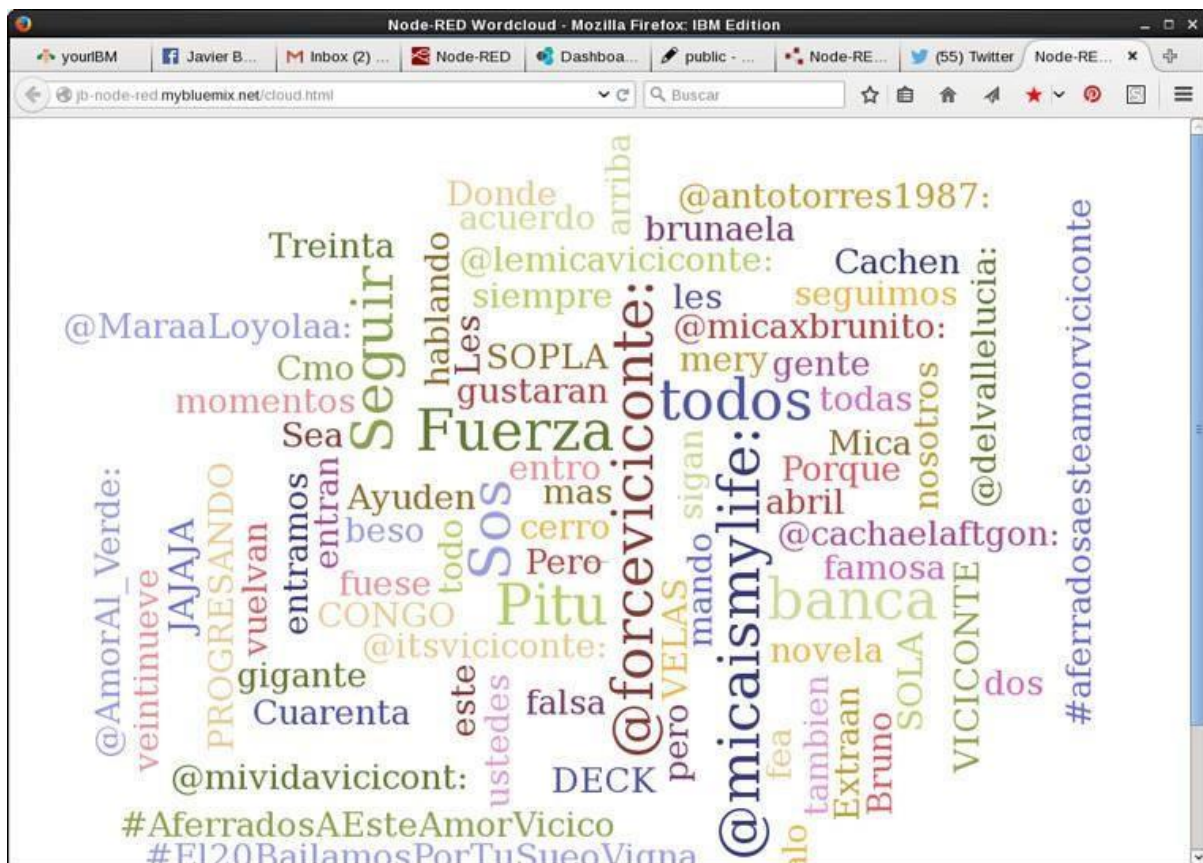 Node-RED Wordcloud - Mozilla Firefox: IBM Edition
yourIBM
Javier B...
Inbox (2) ...
Node-RED
Dashboa...
public - ...
Node-RE...
(55) Twitter
Node-RE...
jb-node-red.mybluemix.net/cloud.html
Buscar
arriba
Donde
@antotorres1987:
acuerdo
brunaela
Treinta
hablando
@lemicaviciconte:
Cachen
#aferradosaesteamorviciconte
Seguir
siempre
les
seguimos
@delvallelucia:
@MaraaLoyolaa:
Les
@forceviciconte:
@micaxbrunito:
Cmo
SOPLA
mery
gente
momentos
gustaran
todos
todas
nosotros
Sea
Fuerza
Mica
entro
sigan
@micaismylife:
Porque
@AmorAl_Verde:
PROGRESANDO
entramos
entran
Ayuden
Sos
mas
abril
JAJAJA
vuelvan
beso
todo
cerro
mando
@cachaelaftgon:
veintinueve
fuese
Pero
famosa
CONGO
Pitu
VELAS
banca
VICICONTE
@itsviciconte:
novela
SOLA
gigante
este
ustedes
falsa
pero
dos
Cuarenta
fea
tambien
Extraan
Bruno
@mividavicicont:
DECK
#AferradosAEsteAmorVicico
#El20BailamosPorTuSueoVigna